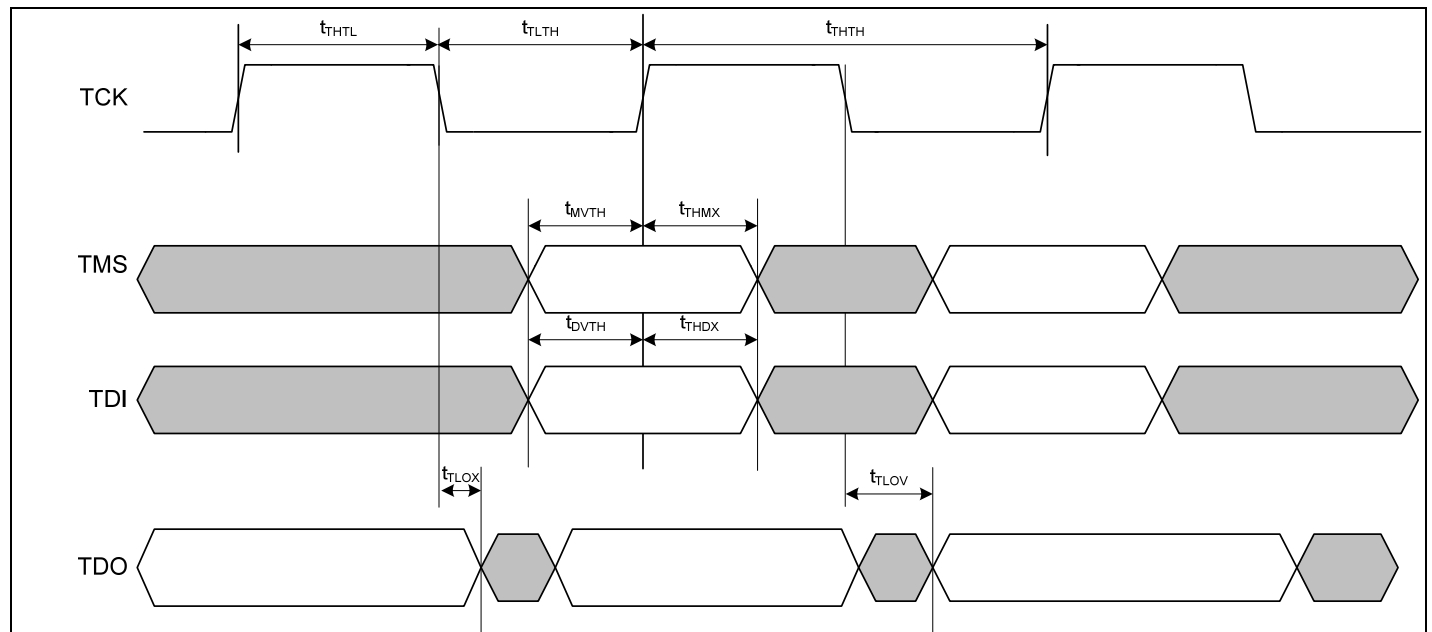 tTHTL tTLTH tTHTH
TCK
tMVTH tTHMX
TMS
tDVTH tTHDX
TDI
tTLOX tTLOV
TDO